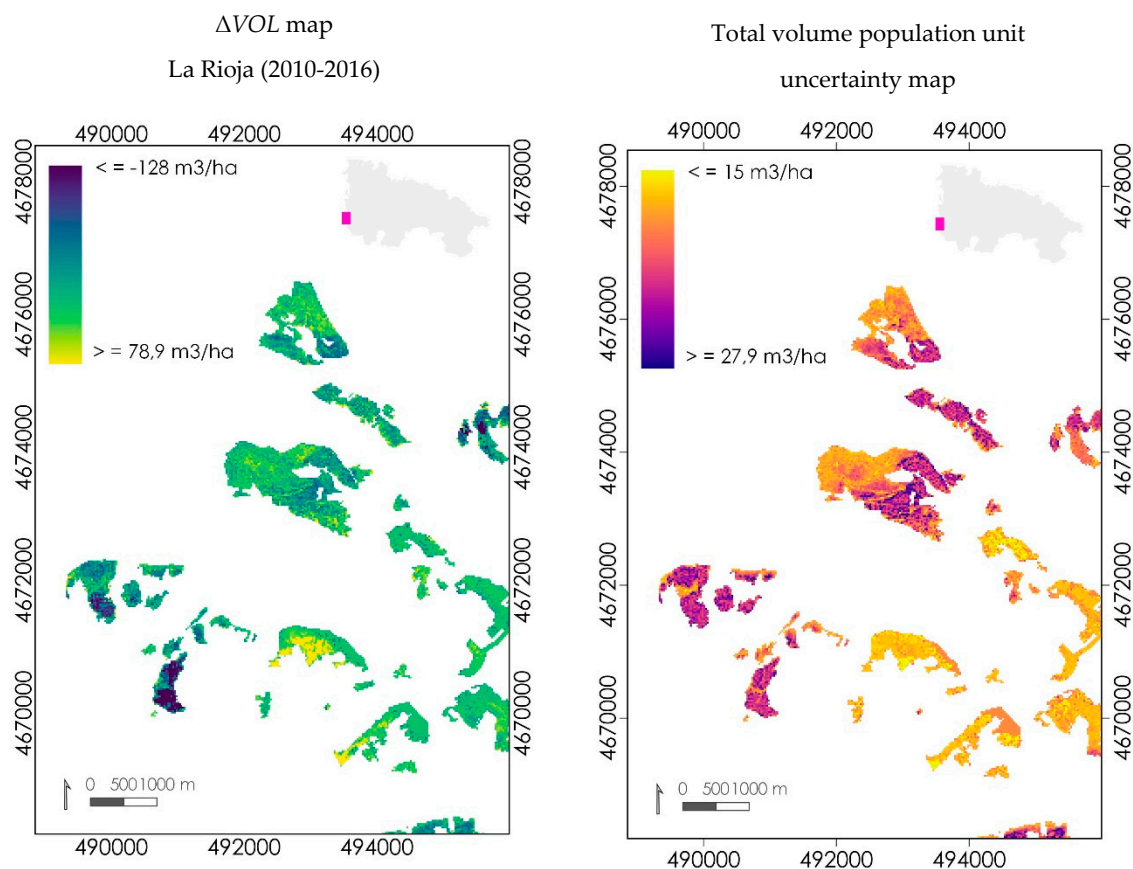 ΔVOL map
La Rioja (2010-2016)
490000 492000 494000
< = -128 m3/ha
> = 78,9 m3/ha
4678000
4676000
4674000
4672000
4670000
4678000
4676000
4674000
4672000
4670000
0 5001000 m
490000 492000 494000
Total volume population unit
uncertainty map
490000 492000 494000
< = 15 m3/ha
> = 27,9 m3/ha
4678000
4676000
4674000
4672000
4670000
4678000
4676000
4674000
4672000
4670000
0 5001000 m
490000 492000 494000